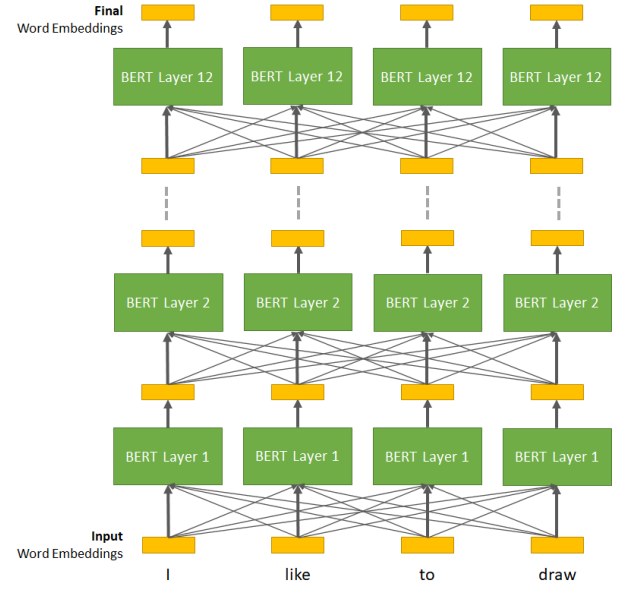 Final
Word Embeddings
BERT Layer 12 BERT Layer 12 BERT Layer 12 BERT Layer 12
BERT Layer 2 BERT Layer 2 BERT Layer 2 BERT Layer 2
BERT Layer 1 BERT Layer 1 BERT Layer 1 BERT Layer 1
Input
Word Embeddings
I like to draw